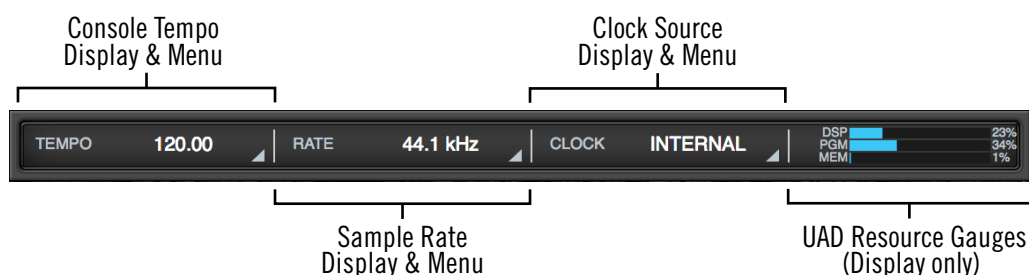 Console Tempo
Display & Menu
Clock Source
Display & Menu
TEMPO 120.00 RATE 44.1 kHz CLOCK INTERNAL
DSP 23%
PGM 34%
MEM 1%
Sample Rate
Display & Menu
UAD Resource Gauges
(Display only)